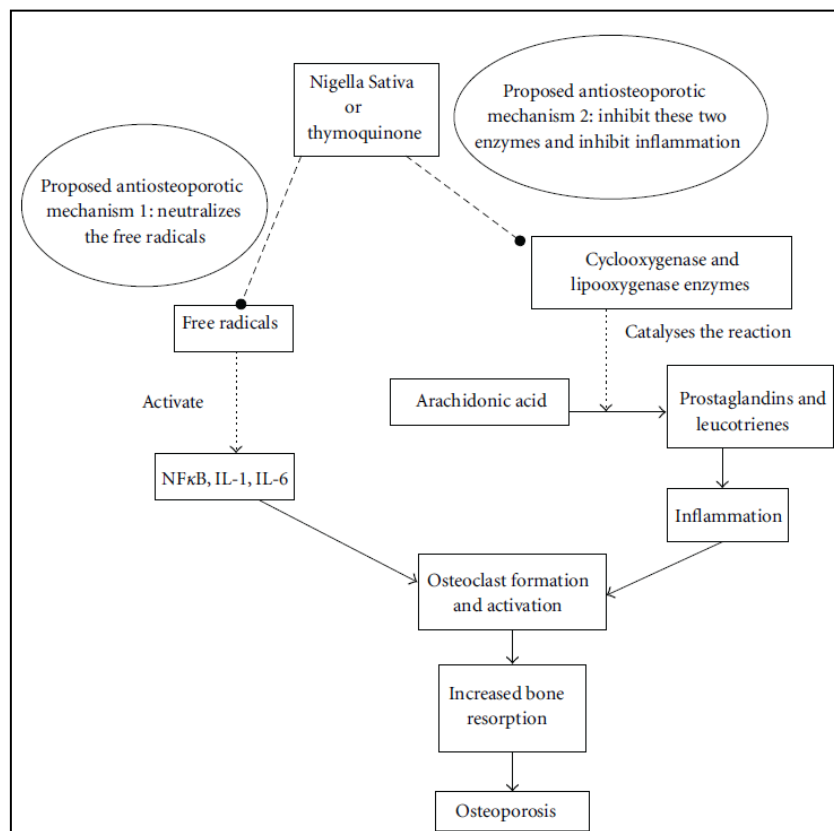 Nigella Sativa
or
thymoquinone
Proposed antiosteoporotic
mechanism 2: inhibit these two
enzymes and inhibit inflammation
Proposed antiosteoporotic
mechanism 1: neutralizes
the free radicals
Cyclooxygenase and
lipooxygenase enzymes
Free radicals
Catalyses the reaction
Activate
Arachidonic acid
Prostaglandins and
leucotrienes
NFκB, IL-1, IL-6
Inflammation
Osteoclast formation
and activation
Increased bone
resorption
Osteoporosis